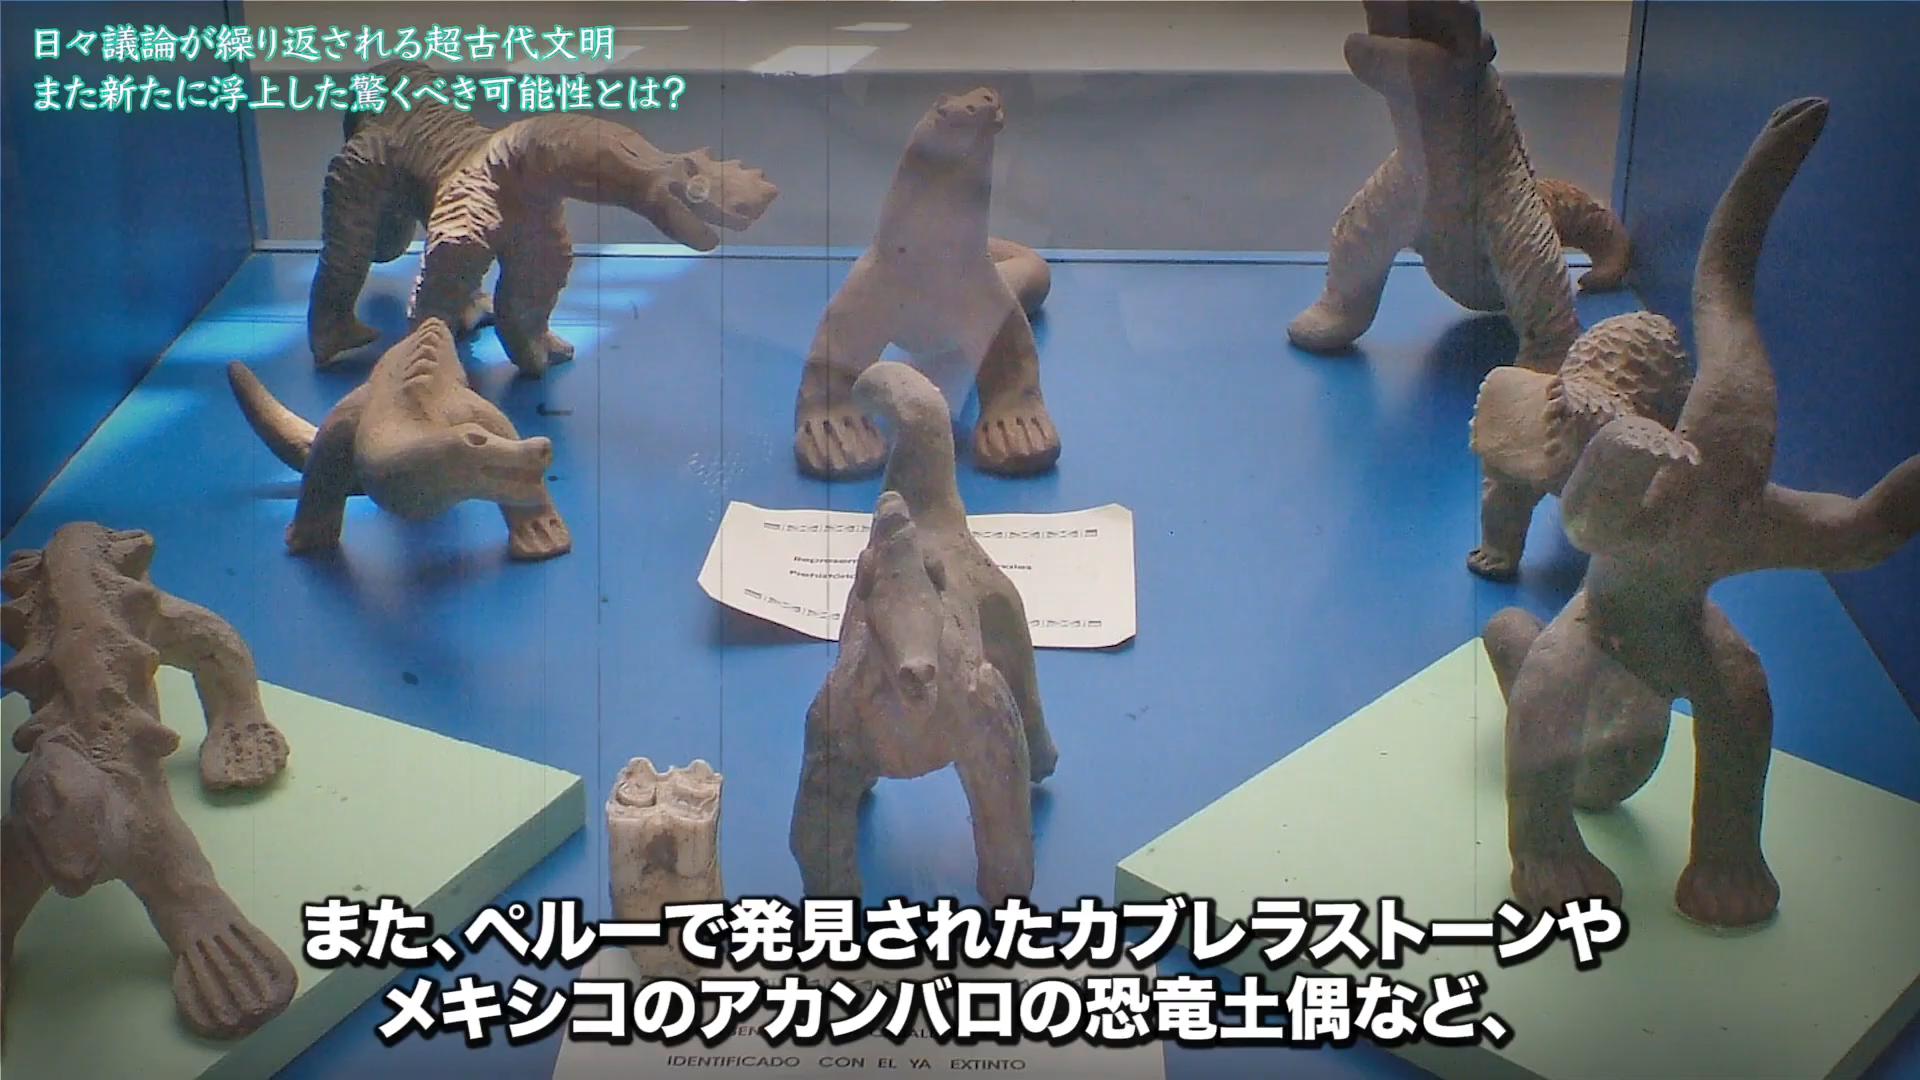 日々議論が繰り返される超古代文明
また新たに浮上した驚くべき可能性とは?
また、ペルーで発見されたカブレラストーンや
メキシコのアカンバロの恐竜土偶など、
IDENTIFICADO CON EL YA EXTINTO